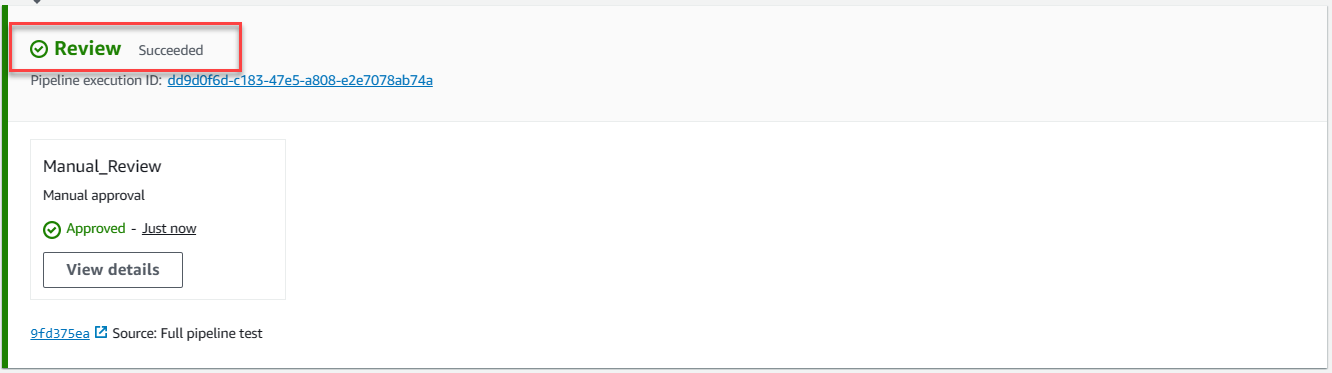 Review Succeeded
Pipeline execution ID: dd9d0f6d-c183-47e5-a808-e2e7078ab74a
Manual_Review
Manual approval
Approved - Just now
View details
9fd375ea Source: Full pipeline test